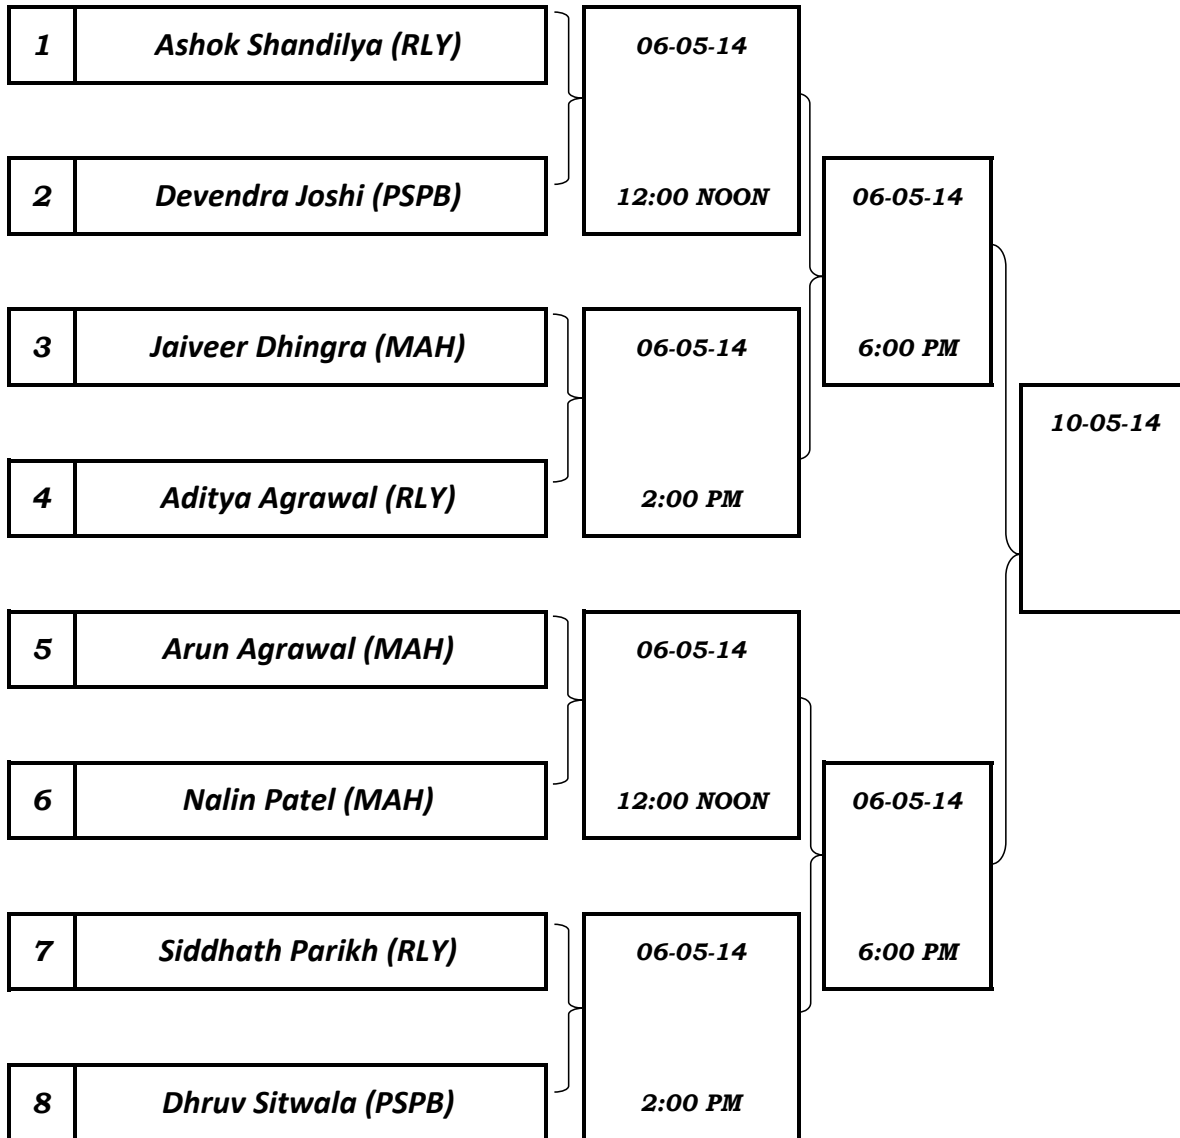 1 Ashok Shandilya (RLY) 06-05-14
2 Devendra Joshi (PSPB) 12:00 NOON 06-05-14
3 Jaiveer Dhingra (MAH) 06-05-14 6:00 PM
10-05-14
4 Aditya Agrawal (RLY) 2:00 PM
5 Arun Agrawal (MAH) 06-05-14
6 Nalin Patel (MAH) 12:00 NOON 06-05-14
7 Siddhath Parikh (RLY) 06-05-14 6:00 PM
8 Dhruv Sitwala (PSPB) 2:00 PM